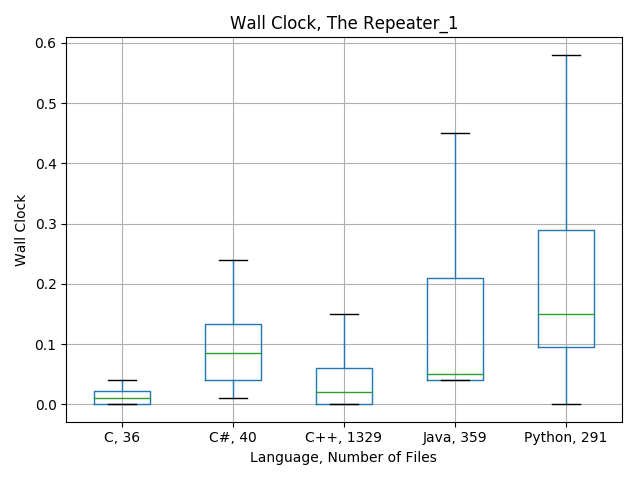 Wall Clock, The Repeater_1
0.6
0.5
0.4
0.3
0.2
0.1
0.0
Wall Clock
C, 36 C#, 40 C++, 1329 Java, 359 Python, 291
Language, Number of Files